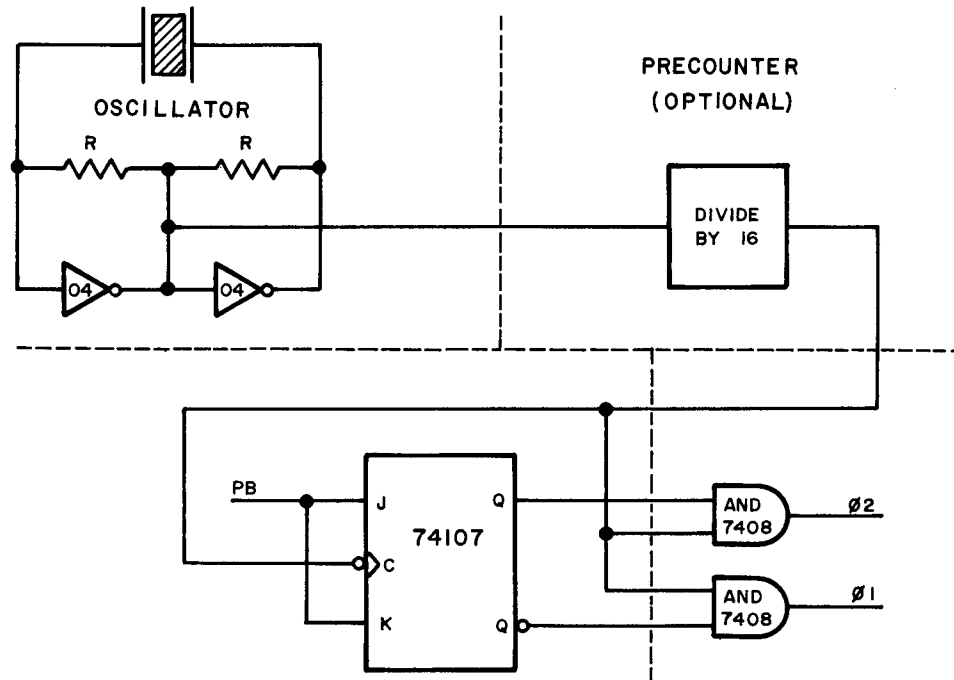 OSCILLATOR
R
R
04
04
PRECOUNTER
(OPTIONAL)
DIVIDE
BY 16
PB
J
Q
74107
C
K
Q
AND
7408
Ø2
AND
7408
Ø1